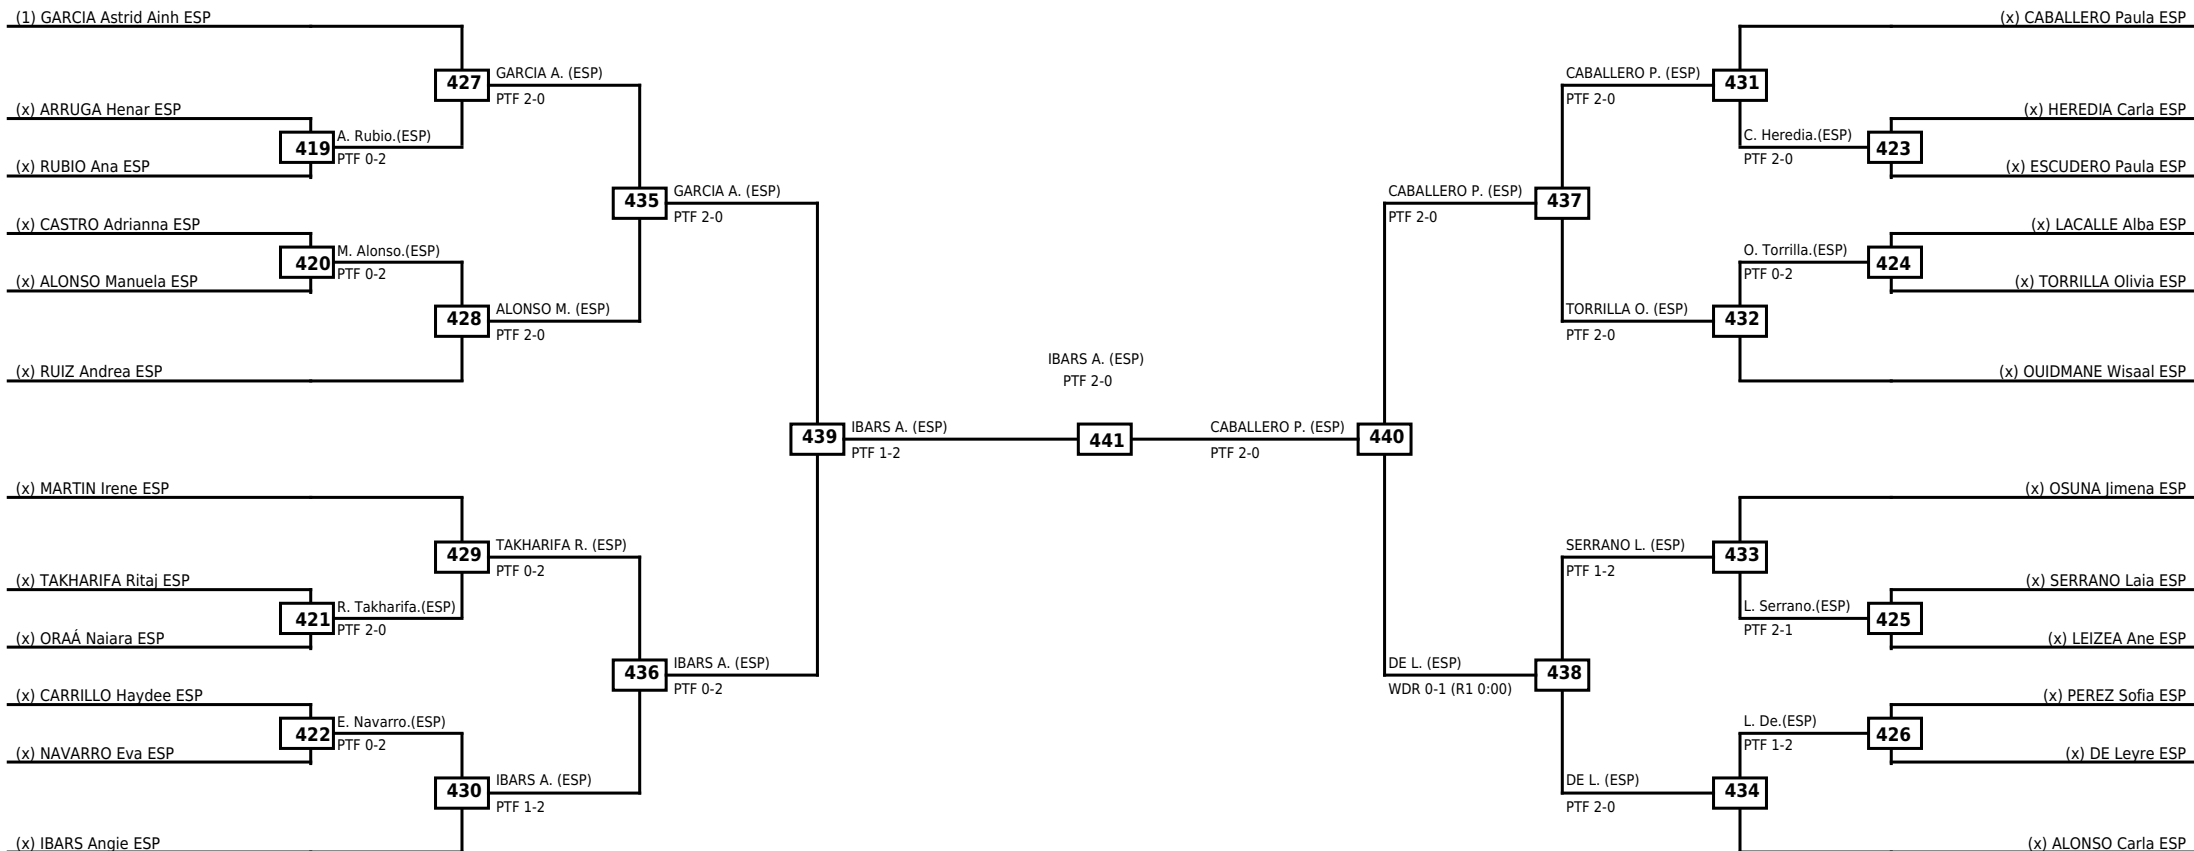 (1) GARCIA Astrid Ainh ESP
(x) ARRUGA Henar ESP
(x) RUBIO Ana ESP
(x) CASTRO Adrianna ESP
(x) ALONSO Manuela ESP
(x) RUIZ Andrea ESP
(x) MARTIN Irene ESP
(x) TAKHARIFA Ritaj ESP
(x) ORAÁ Naiara ESP
(x) CARRILLO Haydee ESP
(x) NAVARRO Eva ESP
(x) IBARS Angie ESP
419
A. Rubio.(ESP)
PTF 0-2
420
M. Alonso.(ESP)
PTF 0-2
421
R. Takharifa.(ESP)
PTF 2-0
422
E. Navarro.(ESP)
PTF 0-2
427
GARCIA A. (ESP)
PTF 2-0
428
ALONSO M. (ESP)
PTF 2-0
429
TAKHARIFA R. (ESP)
PTF 0-2
430
IBARS A. (ESP)
PTF 1-2
435
GARCIA A. (ESP)
PTF 2-0
436
IBARS A. (ESP)
PTF 0-2
439
IBARS A. (ESP)
PTF 1-2
IBARS A. (ESP)
PTF 2-0
441
CABALLERO P. (ESP)
PTF 2-0
440
CABALLERO P. (ESP)
PTF 2-0
437
DE L. (ESP)
WDR 0-1 (R1 0:00)
438
CABALLERO P. (ESP)
PTF 2-0
431
TORRILLA O. (ESP)
PTF 2-0
432
SERRANO L. (ESP)
PTF 1-2
433
DE L. (ESP)
PTF 2-0
434
C. Heredia.(ESP)
PTF 2-0
423
O. Torrilla.(ESP)
PTF 0-2
424
L. Serrano.(ESP)
PTF 2-1
425
L. De.(ESP)
PTF 1-2
426
(x) CABALLERO Paula ESP
(x) HEREDIA Carla ESP
(x) ESCUDERO Paula ESP
(x) LACALLE Alba ESP
(x) TORRILLA Olivia ESP
(x) OUIDMANE Wisaal ESP
(x) OSUNA Jimena ESP
(x) SERRANO Laia ESP
(x) LEIZEA Ane ESP
(x) PEREZ Sofia ESP
(x) DE Leyre ESP
(x) ALONSO Carla ESP